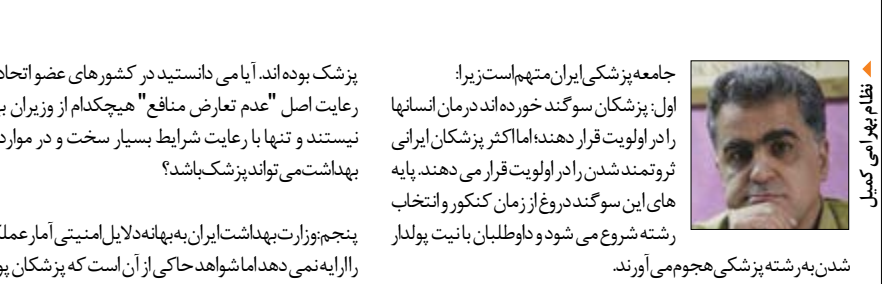 نظام بهرامی کمیل
جامعه پزشکی ایران متهم است زیرا:
اول: پزشکان سوگند خورده اند درمان انسانها
را در اولویت قرار دهند؛ اما اکثر پزشکان ایرانی
ثروتمند شدن را در اولویت قرار می دهند. پایه
های این سوگند دروغ از زمان کنکور و انتخاب
رشته شروع می شود و داوطلبان با نیت پولدار
شدن به رشته پزشکی هجوم می آورند.
پزشک بوده اند. آیا می دانستید در کشورهای عضو
رعایت اصل "عدم تعارض منافع" هیچکدام از وزیران
نیستند و تنها با رعایت شرایط بسیار سخت و در موارد
بهداشت می تواند پزشک باشد؟
پنجم: وزارت بهداشت ایران به بهانه دلایل امنیتی آمار
را ارایه نمی دهد اما شواهد حاکی از آن است که پزشکان